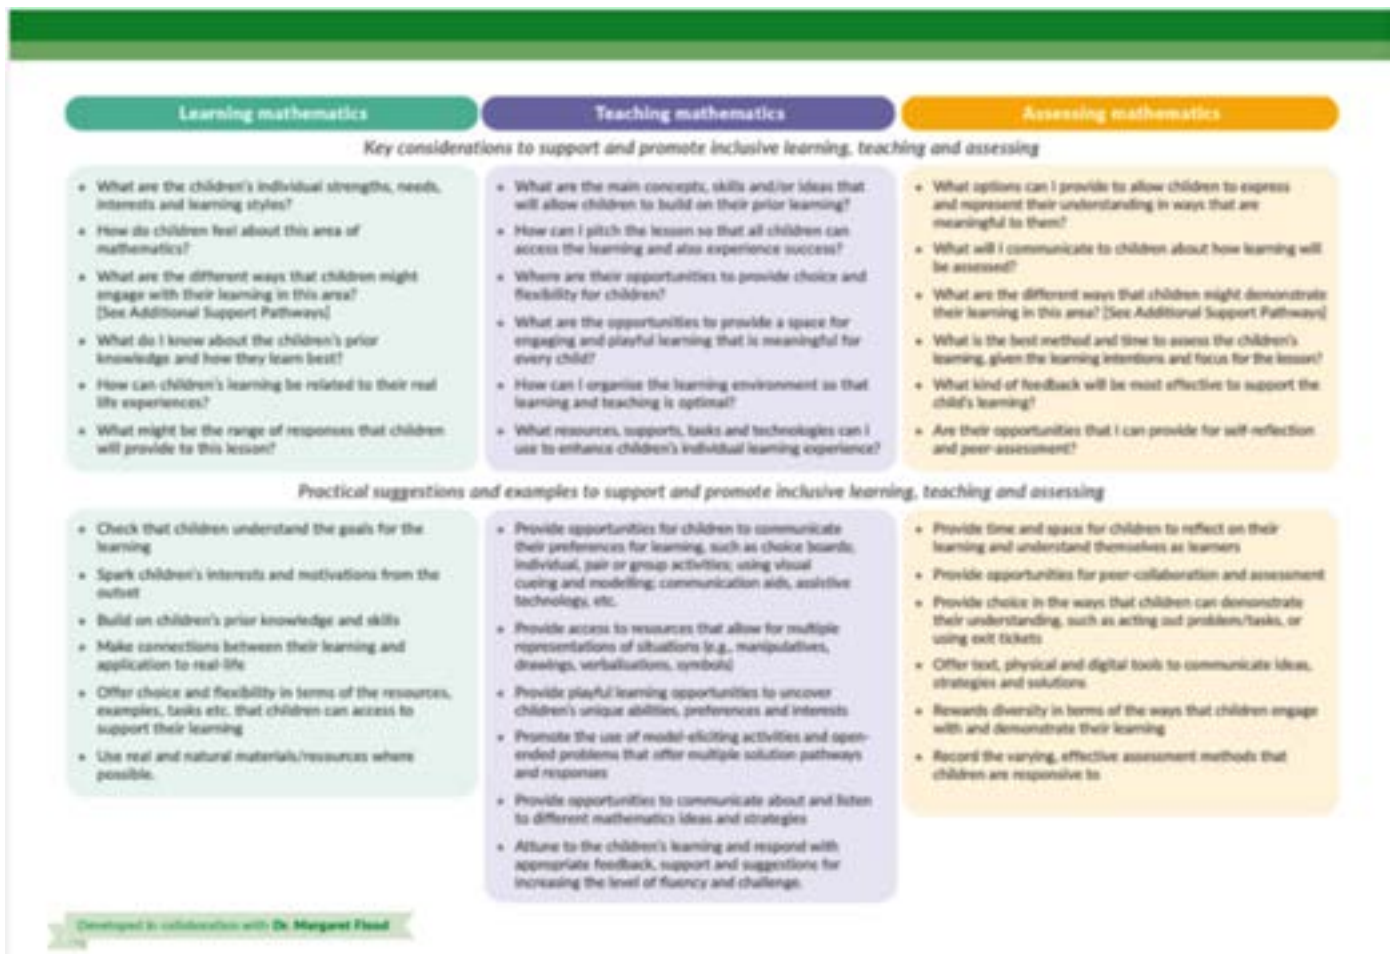 Learning mathematics
Teaching mathematics
Assessing mathematics
Key considerations to support and promote inclusive learning, teaching and assessing
• What are the children's individual strengths, needs,
interests and learning styles?
• How do children feel about this area of
mathematics?
• What are the different ways that children might
engage with their learning in this area?
[See Additional Support Pathways]
• What do I know about the children's prior
knowledge and how they learn best?
• How can children's learning be related to their real
life experiences?
• What might be the range of responses that children
will provide to this lesson?
• What are the main concepts, skills and/or ideas that
will allow children to build on their prior learning?
• How can I pitch the lesson so that all children can
access the learning and also experience success?
• Where are their opportunities to provide choice and
flexibility for children?
• What are the opportunities to provide a space for
engaging and playful learning that is meaningful for
every child?
• How can I organise the learning environment so that
learning and teaching is optimal?
• What resources, supports, tasks and technologies can I
use to enhance children's individual learning experience?
• What options can I provide to allow children to express
and represent their understanding in ways that are
meaningful to them?
• What will I communicate to children about how learning will
be assessed?
• What are the different ways that children might demonstrate
their learning in this area? [See Additional Support Pathways]
• What is the best method and time to assess the children's
learning, given the learning intentions and focus for the lesson?
• What kind of feedback will be most effective to support the
child's learning?
• Are their opportunities that I can provide for self-reflection
and peer-assessment?
Practical suggestions and examples to support and promote inclusive learning, teaching and assessing
• Check that children understand the goals for the
learning
• Spark children's interests and motivations from the
outset
• Build on children's prior knowledge and skills
• Make connections between their learning and
application to real-life
• Offer choice and flexibility in terms of the resources,
examples, tasks etc. that children can access to
support their learning
• Use real and natural materials/resources where
possible.
• Provide opportunities for children to communicate
their preferences for learning, such as choice boards;
individual, pair or group activities; using visual
cueing and modelling; communication aids, assistive
technology, etc.
• Provide access to resources that allow for multiple
representations of situations (e.g., manipulatives,
drawings, verbalisations, symbols)
• Provide playful learning opportunities to uncover
children's unique abilities, preferences and interests
• Promote the use of model-eliciting activities and open-
ended problems that offer multiple solution pathways
and responses
• Provide opportunities to communicate about and listen
to different mathematics ideas and strategies
• Attune to the children's learning and respond with
appropriate feedback, support and suggestions for
increasing the level of fluency and challenge.
• Provide time and space for children to reflect on their
learning and understand themselves as learners
• Provide opportunities for peer-collaboration and assessment
• Provide choice in the ways that children can demonstrate
their understanding, such as acting out problem/tasks, or
using exit tickets
• Offer text, physical and digital tools to communicate ideas,
strategies and solutions
• Rewards diversity in terms of the ways that children engage
with and demonstrate their learning
• Record the varying, effective assessment methods that
children are responsive to
Developed in collaboration with Dr. Margaret Flood